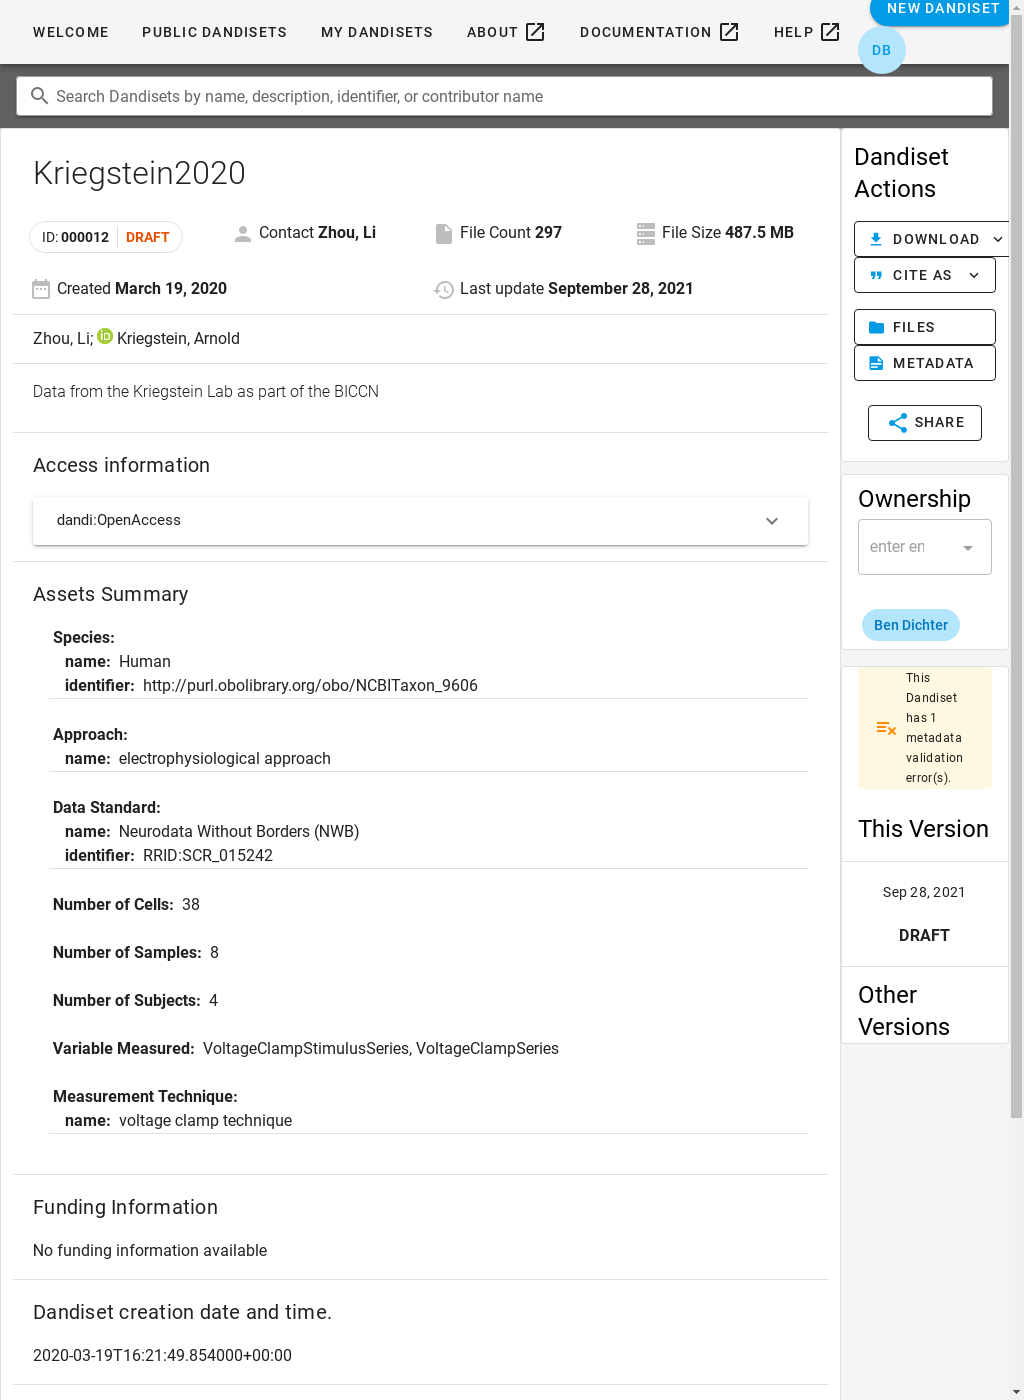 WELCOME
PUBLIC DANDISETS
MY DANDISETS
ABOUT
DOCUMENTATION
HELP
NEW DANDISET
DB
Search Dandisets by name, description, identifier, or contributor name
Kriegstein2020
ID: 000012 DRAFT
Contact Zhou, Li
File Count 297
File Size 487.5 MB
Created March 19, 2020
Last update September 28, 2021
Zhou, Li; iD Kriegstein, Arnold
Data from the Kriegstein Lab as part of the BICCN
Access information
dandi:OpenAccess
Assets Summary
Species:
name: Human
identifier: http://purl.obolibrary.org/obo/NCBITaxon_9606
Approach:
name: electrophysiological approach
Data Standard:
name: Neurodata Without Borders (NWB)
identifier: RRID:SCR_015242
Number of Cells: 38
Number of Samples: 8
Number of Subjects: 4
Variable Measured: VoltageClampStimulusSeries, VoltageClampSeries
Measurement Technique:
name: voltage clamp technique
Funding Information
No funding information available
Dandiset creation date and time.
2020-03-19T16:21:49.854000+00:00
Dandiset
Actions
DOWNLOAD
CITE AS
FILES
METADATA
SHARE
Ownership
enter en
Ben Dichter
This
Dandiset
has 1
metadata
validation
error(s).
This Version
Sep 28, 2021
DRAFT
Other
Versions